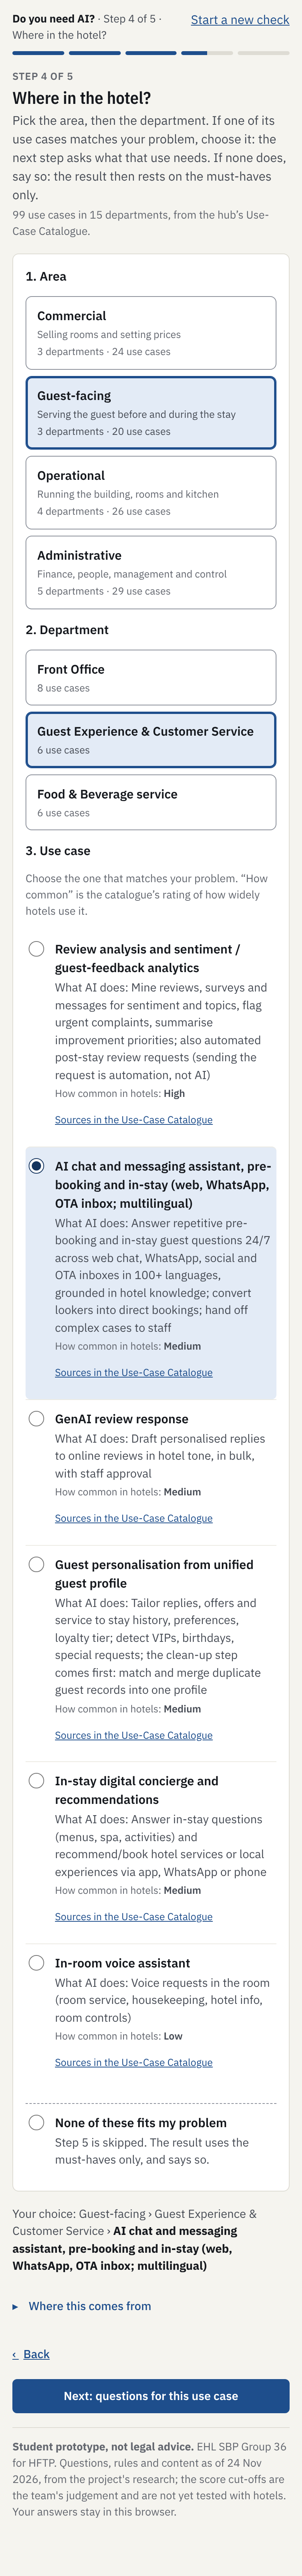 Do you need AI? · Step 4 of 5 ·
Where in the hotel?
Start a new check
STEP 4 OF 5
Where in the hotel?
Pick the area, then the department. If one of its
use cases matches your problem, choose it: the
next step asks what that use needs. If none does,
say so: the result then rests on the must-haves
only.
99 use cases in 15 departments, from the hub's Use-
Case Catalogue.
1. Area
Commercial
Selling rooms and setting prices
3 departments · 24 use cases
Guest-facing
Serving the guest before and during the stay
3 departments · 20 use cases
Operational
Running the building, rooms and kitchen
4 departments · 26 use cases
Administrative
Finance, people, management and control
5 departments · 29 use cases
2. Department
Front Office
8 use cases
Guest Experience & Customer Service
6 use cases
Food & Beverage service
6 use cases
3. Use case
Choose the one that matches your problem. “How
common” is the catalogue's rating of how widely
hotels use it.
Review analysis and sentiment /
guest-feedback analytics
What AI does: Mine reviews, surveys and
messages for sentiment and topics, flag
urgent complaints, summarise
improvement priorities; also automated
post-stay review requests (sending the
request is automation, not AI)
How common in hotels: High
Sources in the Use-Case Catalogue
AI chat and messaging assistant, pre-
booking and in-stay (web, WhatsApp,
OTA inbox; multilingual)
What AI does: Answer repetitive pre-
booking and in-stay guest questions 24/7
across web chat, WhatsApp, social and
OTA inboxes in 100+ languages,
grounded in hotel knowledge; convert
lookers into direct bookings; hand off
complex cases to staff
How common in hotels: Medium
Sources in the Use-Case Catalogue
GenAI review response
What AI does: Draft personalised replies
to online reviews in hotel tone, in bulk,
with staff approval
How common in hotels: Medium
Sources in the Use-Case Catalogue
Guest personalisation from unified
guest profile
What AI does: Tailor replies, offers and
service to stay history, preferences,
loyalty tier; detect VIPs, birthdays,
special requests; the clean-up step
comes first: match and merge duplicate
guest records into one profile
How common in hotels: Medium
Sources in the Use-Case Catalogue
In-stay digital concierge and
recommendations
What AI does: Answer in-stay questions
(menus, spa, activities) and
recommend/book hotel services or local
experiences via app, WhatsApp or phone
How common in hotels: Medium
Sources in the Use-Case Catalogue
In-room voice assistant
What AI does: Voice requests in the room
(room service, housekeeping, hotel info,
room controls)
How common in hotels: Low
Sources in the Use-Case Catalogue
None of these fits my problem
Step 5 is skipped. The result uses the
must-haves only, and says so.
Your choice: Guest-facing › Guest Experience &
Customer Service › AI chat and messaging
assistant, pre-booking and in-stay (web,
WhatsApp, OTA inbox; multilingual)
▸ Where this comes from
‹ Back
Next: questions for this use case
Student prototype, not legal advice. EHL SBP Group 36
for HFTP. Questions, rules and content as of 24 Nov
2026, from the project's research; the score cut-offs are
the team's judgement and are not yet tested with hotels.
Your answers stay in this browser.